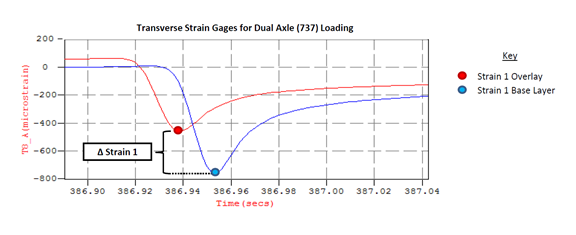 Transverse Strain Gages for Dual Axle (737) Loading
200
0
-200
-400
-600
-800
TB_A(microstrain)
Δ Strain 1
386.90 386.92 386.94 386.96 386.98 387.00 387.02 387.04
Time(secs)
Key
Strain 1 Overlay
Strain 1 Base Layer